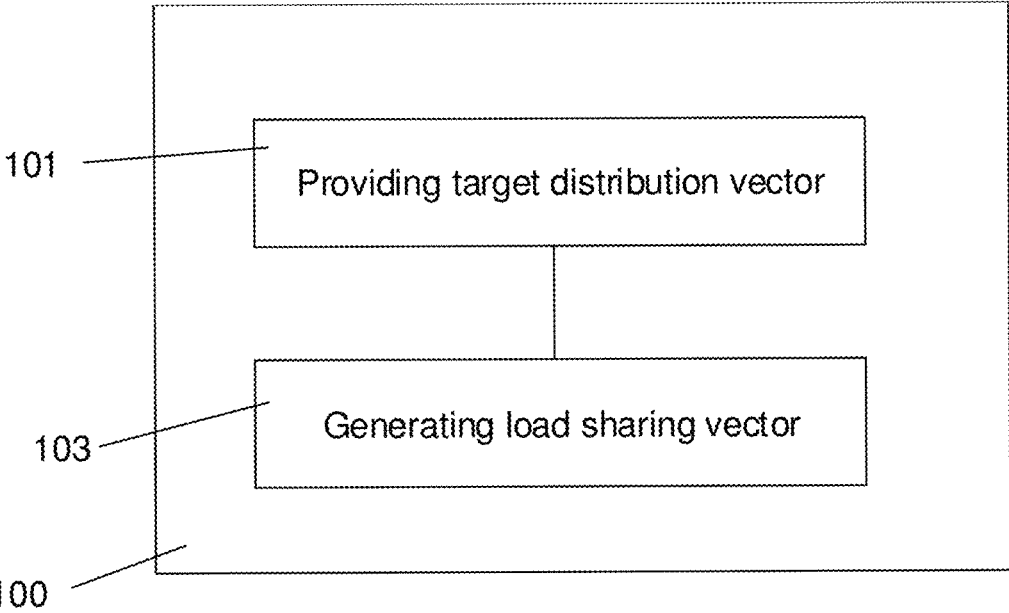 101
Providing target distribution vector
Generating load sharing vector
103
100